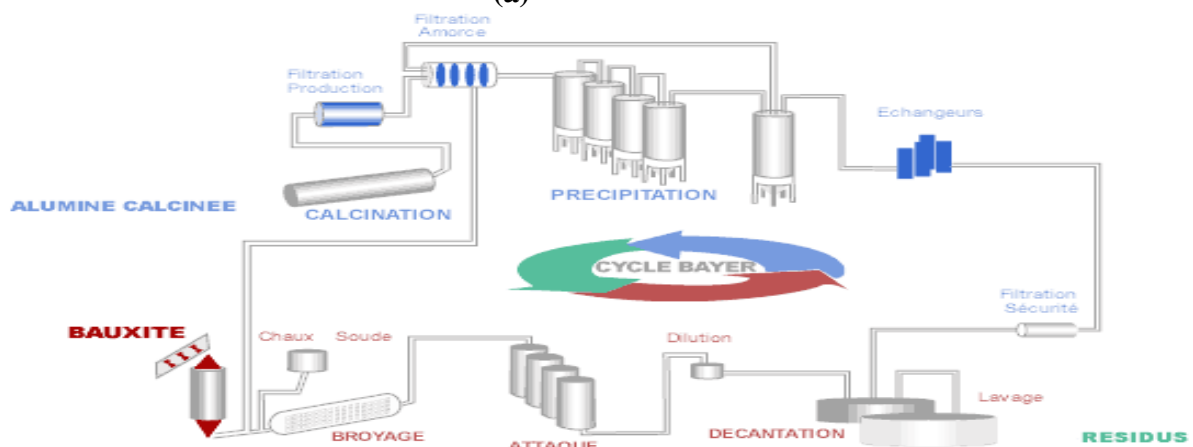 (a)
Filtration
Amorce
Filtration
Production
Echangeurs
PRECIPITATION
ALUMINE CALCINEE
CALCINATION
CYCLE BAYER
Filtration
Sécurité
BAUXITE
Chaux Soude
Dilution
Lavage
BROYAGE
ATTAQUE
DECANTATION
RESIDUS